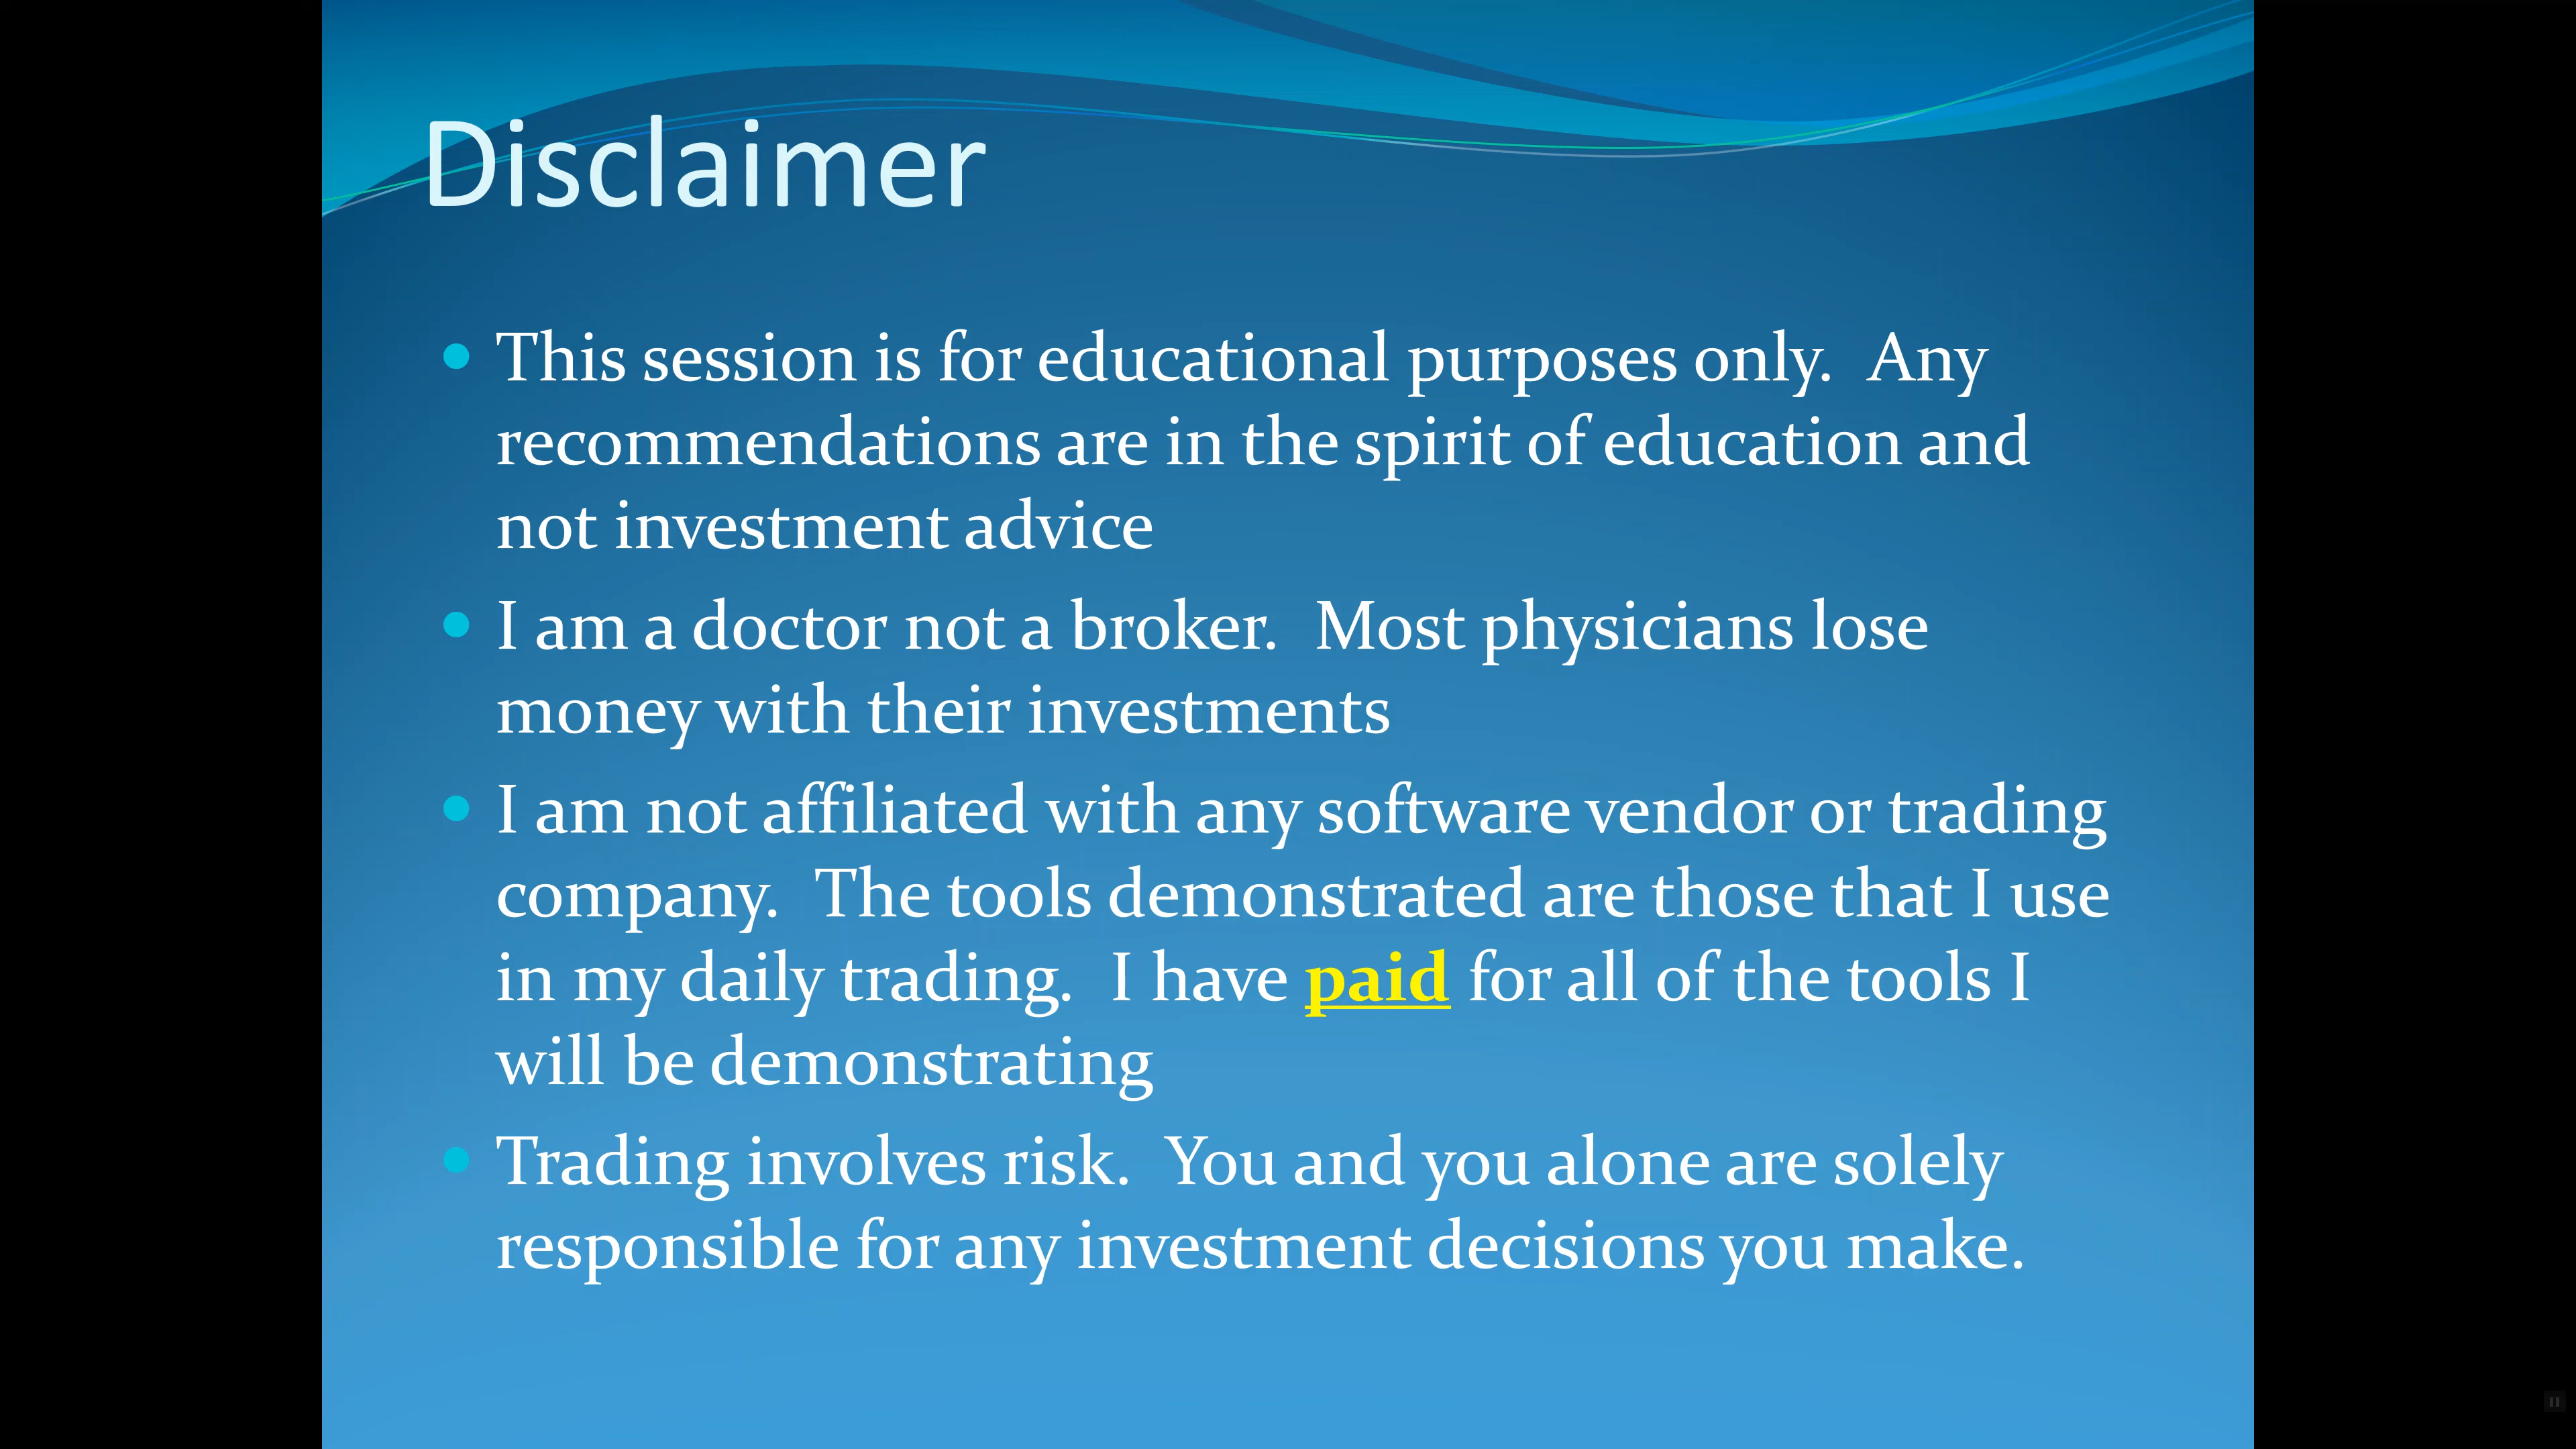 Disclaimer
• This session is for educational purposes only.  Any
recommendations are in the spirit of education and
not investment advice
• I am a doctor not a broker.  Most physicians lose
money with their investments
• I am not affiliated with any software vendor or trading
company.  The tools demonstrated are those that I use
in my daily trading.  I have paid for all of the tools I
will be demonstrating
• Trading involves risk.  You and you alone are solely
responsible for any investment decisions you make.